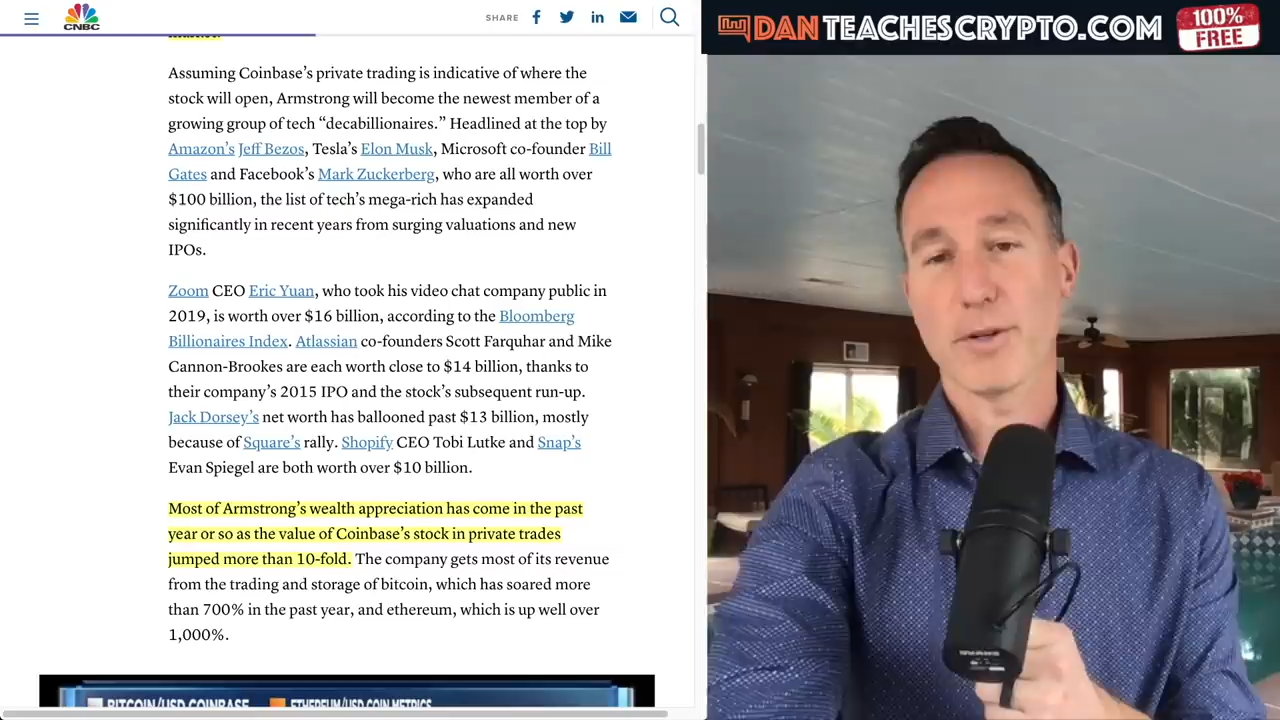 CNBC
SHARE
DANTEACHESCRYPTO.COM
100%
FREE
Assuming Coinbase’s private trading is indicative of where the
stock will open, Armstrong will become the newest member of a
growing group of tech “decabillionaires.” Headlined at the top by
Amazon’s Jeff Bezos, Tesla’s Elon Musk, Microsoft co-founder Bill
Gates and Facebook’s Mark Zuckerberg, who are all worth over
$100 billion, the list of tech’s mega-rich has expanded
significantly in recent years from surging valuations and new
IPOs.
Zoom CEO Eric Yuan, who took his video chat company public in
2019, is worth over $16 billion, according to the Bloomberg
Billionaires Index. Atlassian co-founders Scott Farquhar and Mike
Cannon-Brookes are each worth close to $14 billion, thanks to
their company’s 2015 IPO and the stock’s subsequent run-up.
Jack Dorsey’s net worth has ballooned past $13 billion, mostly
because of Square’s rally. Shopify CEO Tobi Lutke and Snap’s
Evan Spiegel are both worth over $10 billion.
Most of Armstrong’s wealth appreciation has come in the past
year or so as the value of Coinbase’s stock in private trades
jumped more than 10-fold. The company gets most of its revenue
from the trading and storage of bitcoin, which has soared more
than 700% in the past year, and ethereum, which is up well over
1,000%.
BITCOIN/USD COINBASE ETHEREUM/USD COIN METRICS